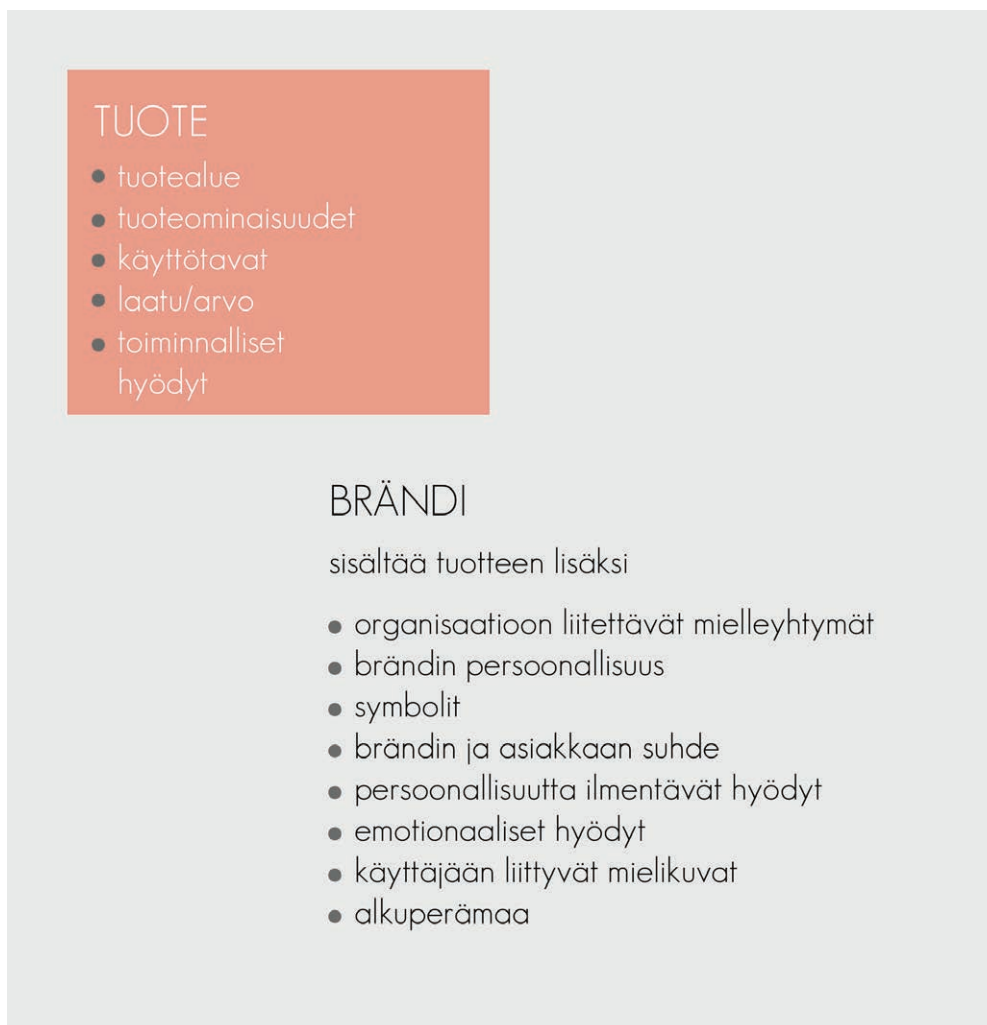 TUOTE
• tuotealue
• tuoteominaisuudet
• käyttötavat
• laatu/arvo
• toiminnalliset
hyödyt
BRÄNDI
sisältää tuotteen lisäksi
• organisaatioon liitettävät mielleyhtymät
• brändin persoonallisuus
• symbolit
• brändin ja asiakkaan suhde
• persoonallisuutta ilmentävät hyödyt
• emotionaaliset hyödyt
• käyttäjään liittyvät mielikuvat
• alkuperämaa